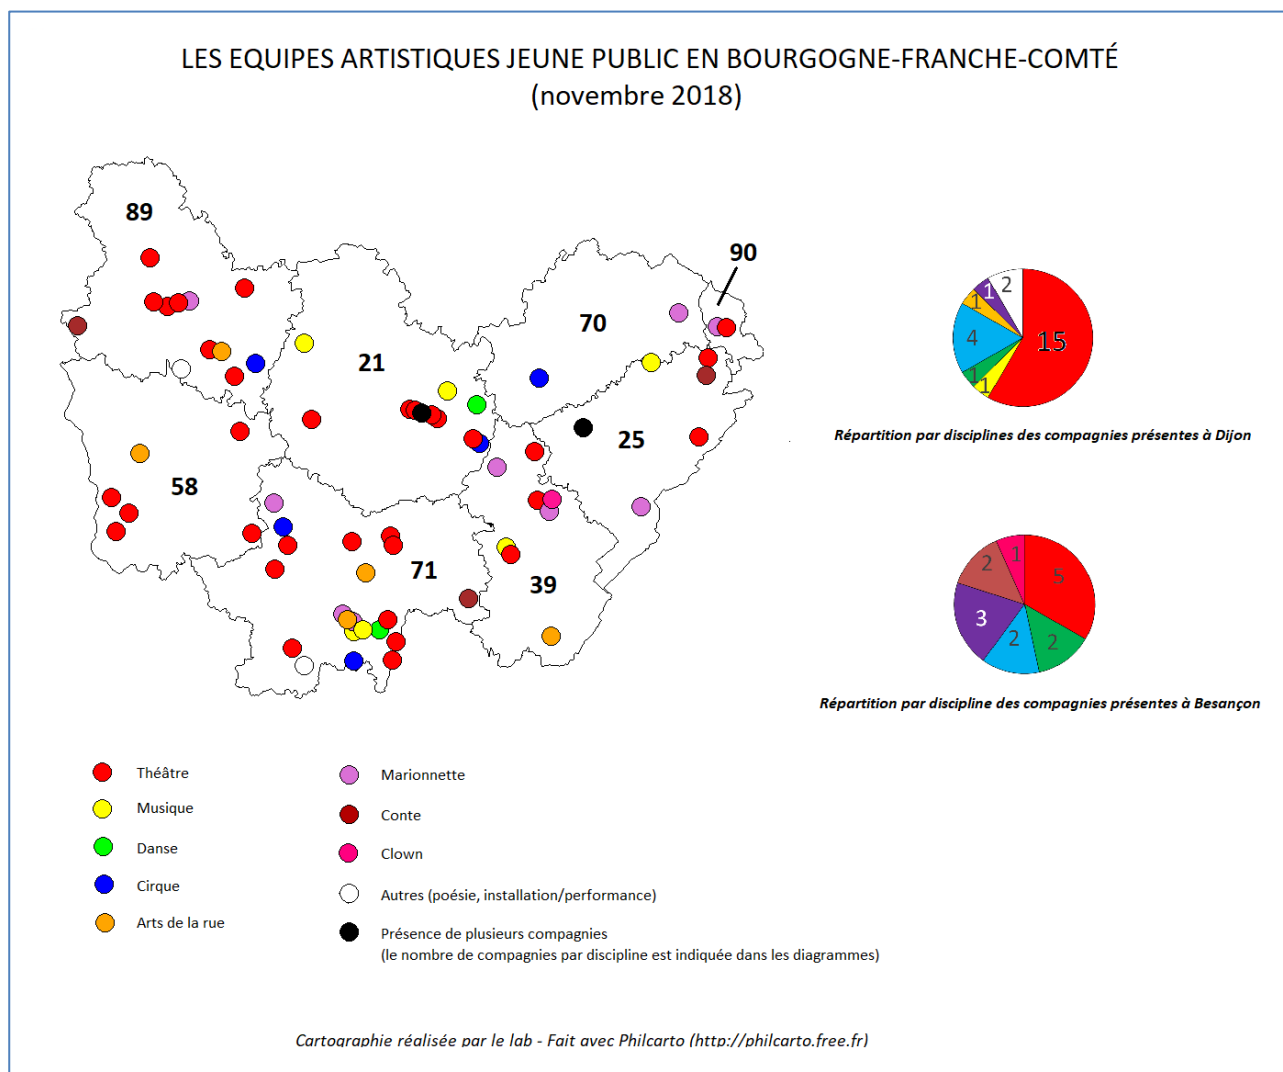 LES EQUIPES ARTISTIQUES JEUNE PUBLIC EN BOURGOGNE-FRANCHE-COMTÉ
(novembre 2018)
89
90
70
21
25
58
71
39
2
1
1
4
15
1
1
Répartition par disciplines des compagnies présentes à Dijon
1
2
5
3
2
2
Répartition par discipline des compagnies présentes à Besançon
Théâtre
Musique
Danse
Cirque
Arts de la rue
Marionnette
Conte
Clown
Autres (poésie, installation/performance)
Présence de plusieurs compagnies
(le nombre de compagnies par discipline est indiquée dans les diagrammes)
Cartographie réalisée par le lab - Fait avec Philcarto (http://philcarto.free.fr)